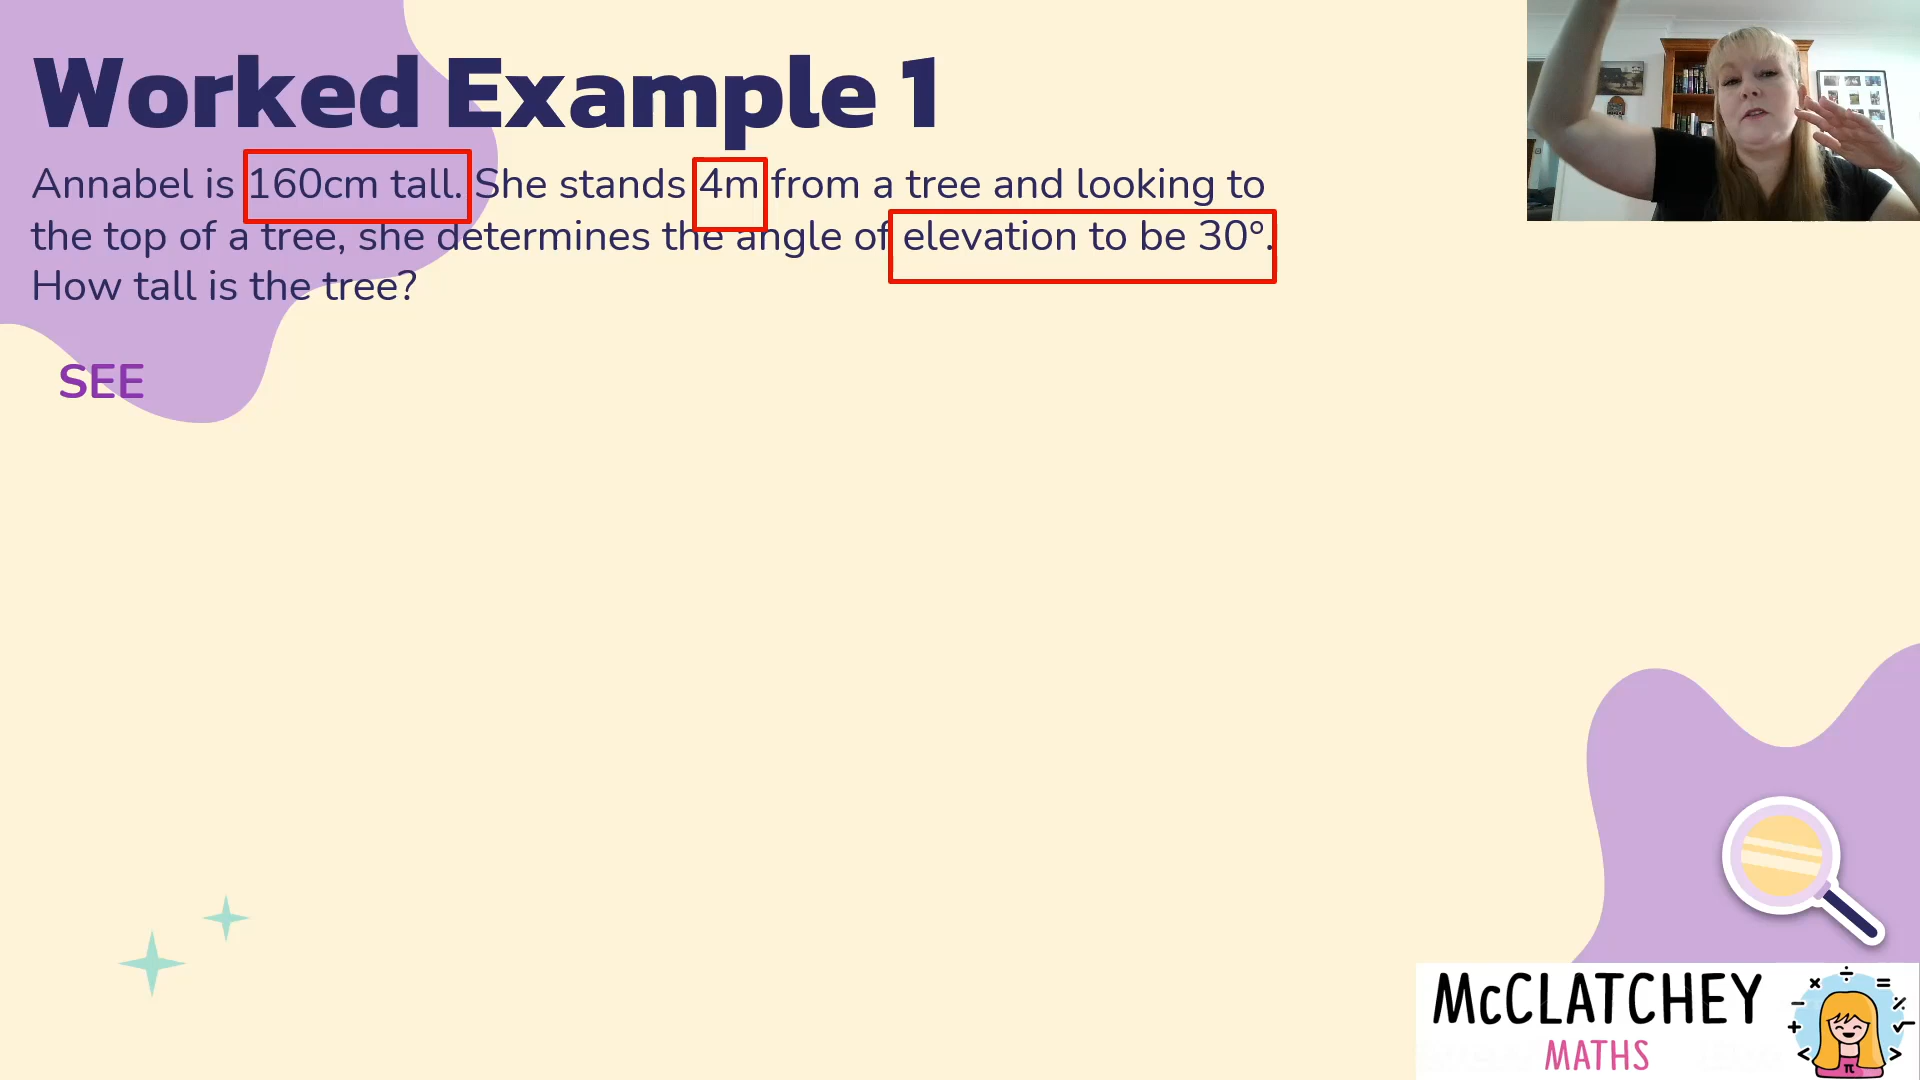 Worked Example 1
Annabel is 160cm tall. She stands 4m from a tree and looking to
the top of a tree, she determines the angle of elevation to be 30°.
How tall is the tree?
SEE
McCLATCHEY
MATHS